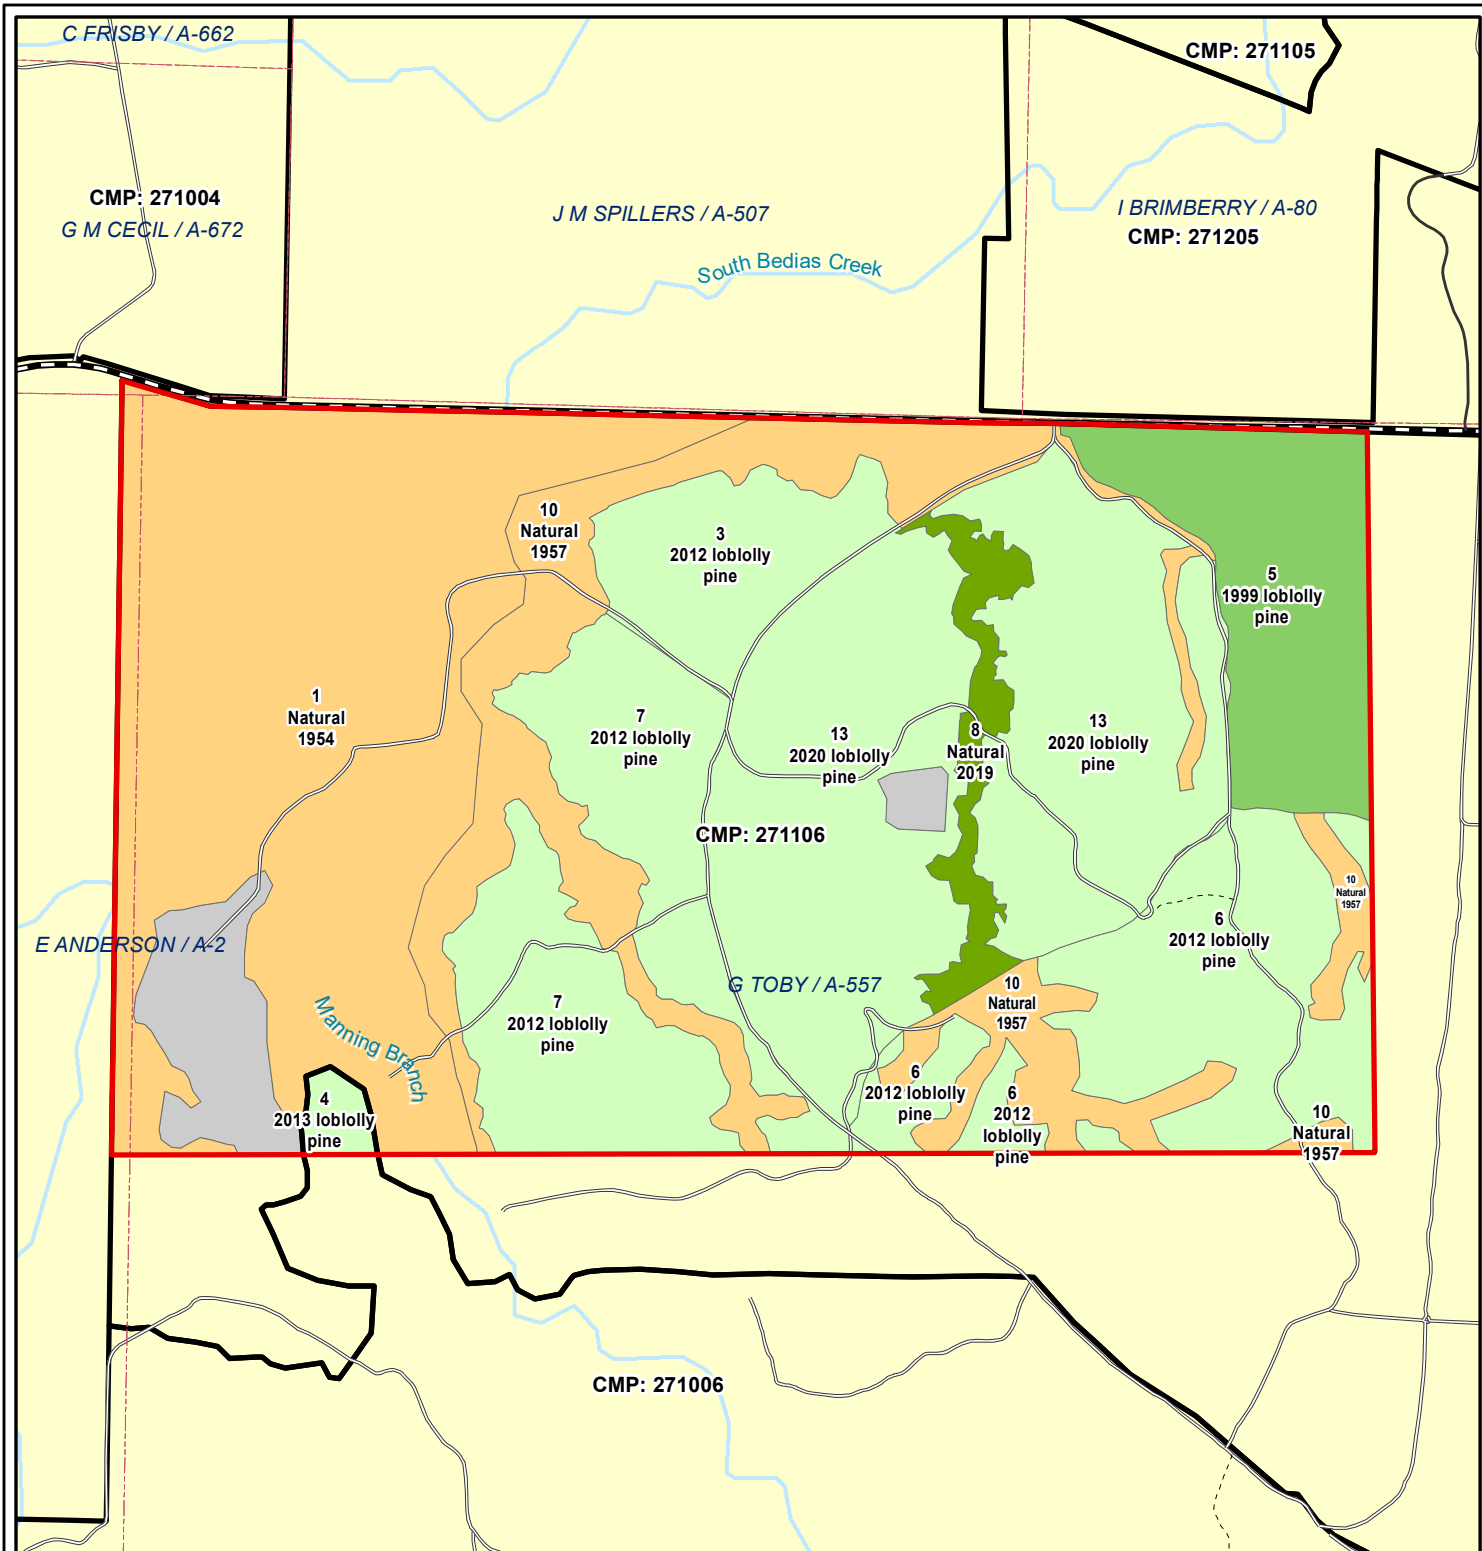 C FRISBY / A-662
CMP: 271105
CMP: 271004
G M CECIL / A-672
J M SPILLERS / A-507
I BRIMBERRY / A-80
CMP: 271205
South Bedias Creek
10
Natural
1957
3
2012 loblolly
pine
5
1999 loblolly
pine
1
Natural
1954
7
2012 loblolly
pine
13
2020 loblolly
pine
8
Natural
2019
13
2020 loblolly
pine
CMP: 271106
10
Natural
1957
E ANDERSON / A-2
6
2012 loblolly
pine
G TOBY / A-557
10
Natural
1957
7
2012 loblolly
pine
Manning Branch
6
2012 loblolly
pine
6
2012
loblolly
pine
4
2013 loblolly
pine
10
Natural
1957
CMP: 271006